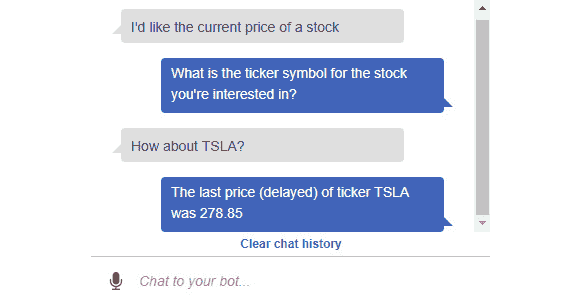 I'd like the current price of a stock
What is the ticker symbol for the stock
you're interested in?
How about TSLA?
The last price (delayed) of ticker TSLA
was 278.85
Clear chat history
Chat to your bot...